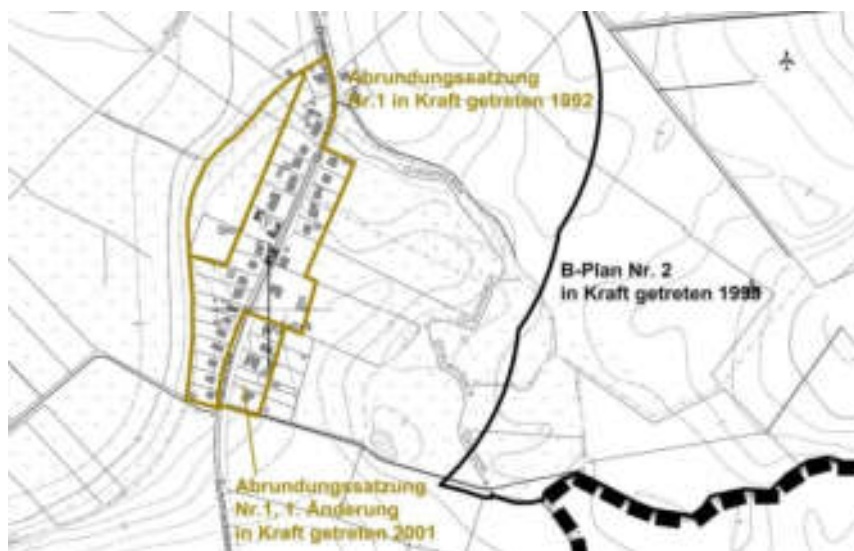 Abrundungssatzung
Nr.1 in Kraft getreten 1992
B-Plan Nr. 2
in Kraft getreten
Abrundungssatzung
Nr.1, 1. Änderung
in Kraft getreten 2001